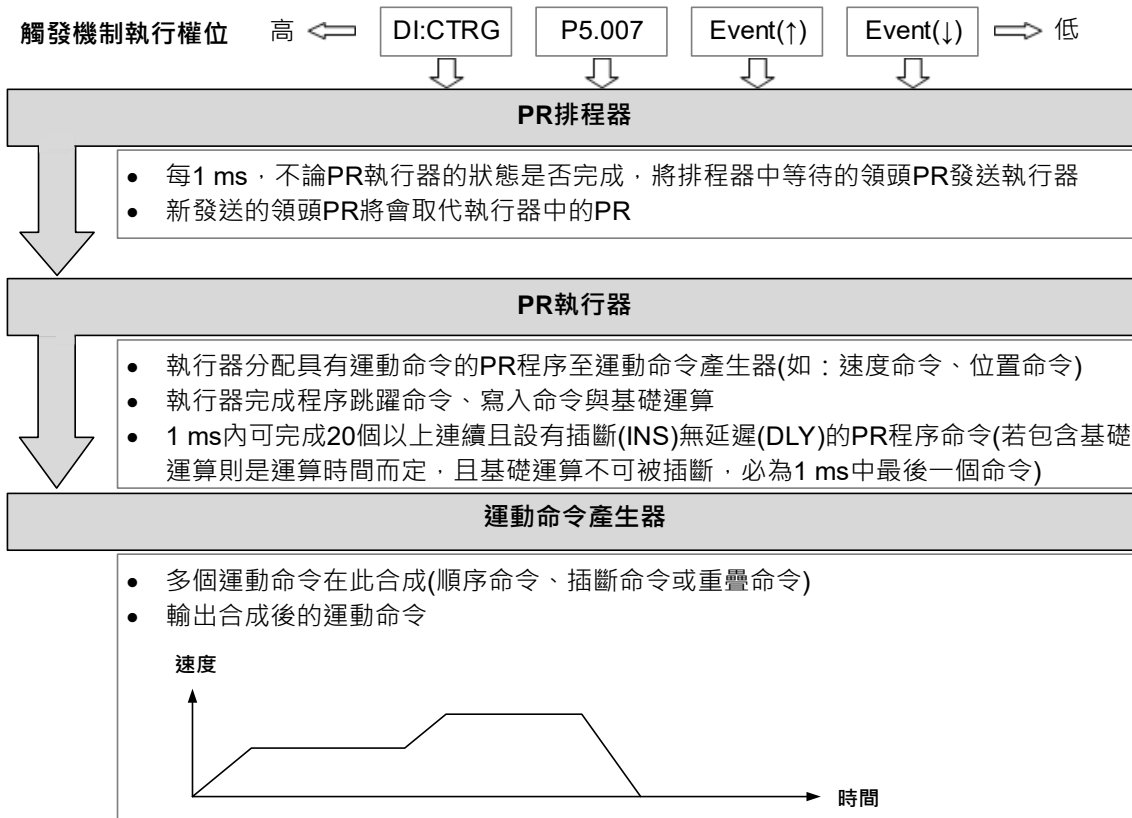 觸發機制執行權位 高 DI:CTRG P5.007 Event(↑) Event(↓) 低
PR排程器
• 每1 ms，不論PR執行器的狀態是否完成，將排程器中等待的領頭PR發送執行器
• 新發送的領頭PR將會取代執行器中的PR
PR執行器
• 執行器分配具有運動命令的PR程序至運動命令產生器(如：速度命令、位置命令)
• 執行器完成程序跳躍命令、寫入命令與基礎運算
• 1 ms內可完成20個以上連續且設有插斷(INS)無延遲(DLY)的PR程序命令(若包含基礎
運算則是運算時間而定，且基礎運算不可被插斷，必為1 ms中最後一個命令)
運動命令產生器
• 多個運動命令在此合成(順序命令、插斷命令或重疊命令)
• 輸出合成後的運動命令
速度
時間